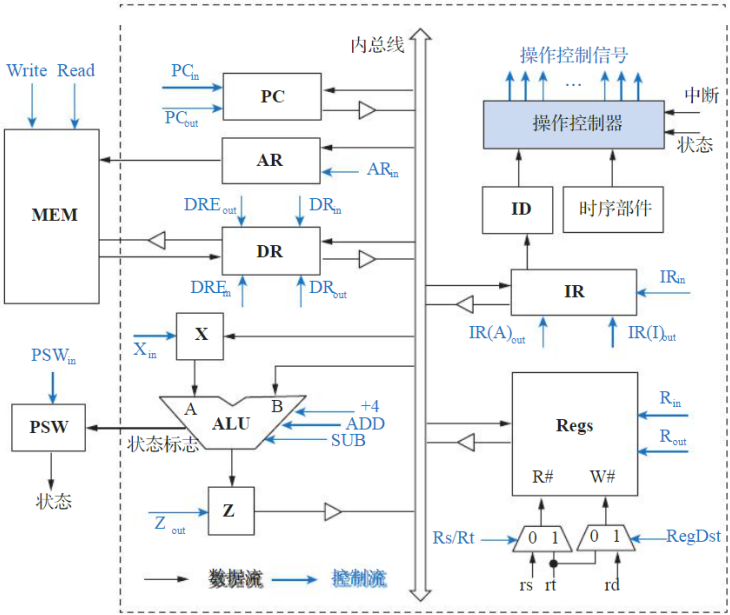 内总线
操作控制信号
…
Write Read
PCin
PC
PCout
中断
操作控制器
状态
AR
ARin
MEM
DREout DRin
ID
时序部件
DR
DREin DRout
IR
IRin
IR(A)out IR(I)out
X
Xin
PSWin
A B
+4
ALU
ADD
SUB
PSW
状态标志
状态
Regs
Rin
Rout
R# W#
Z
Zout
Rs/Rt
0 1
0 1
RegDst
rs rt rd
数据流
控制流